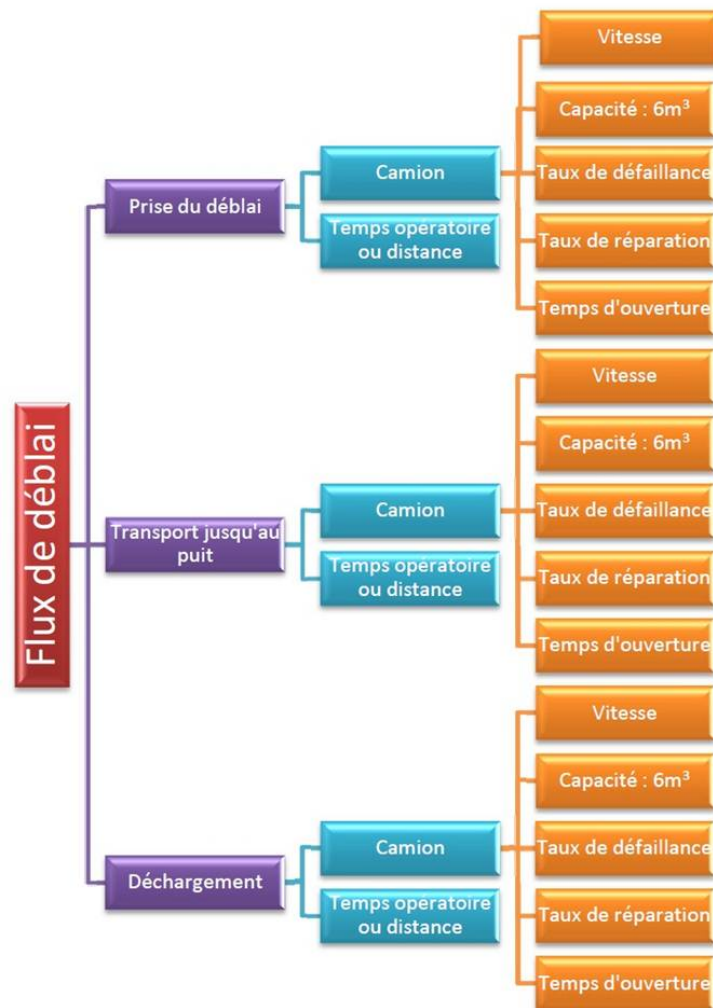 Flux de déblai
Prise du déblai
Camion
Vitesse
Capacité : 6m³
Taux de défaillance
Taux de réparation
Temps d'ouverture
Temps opératoire
ou distance
Transport jusqu'au
puit
Camion
Vitesse
Capacité : 6m³
Taux de défaillance
Taux de réparation
Temps d'ouverture
Temps opératoire
ou distance
Déchargement
Camion
Vitesse
Capacité : 6m³
Taux de défaillance
Taux de réparation
Temps d'ouverture
Temps opératoire
ou distance